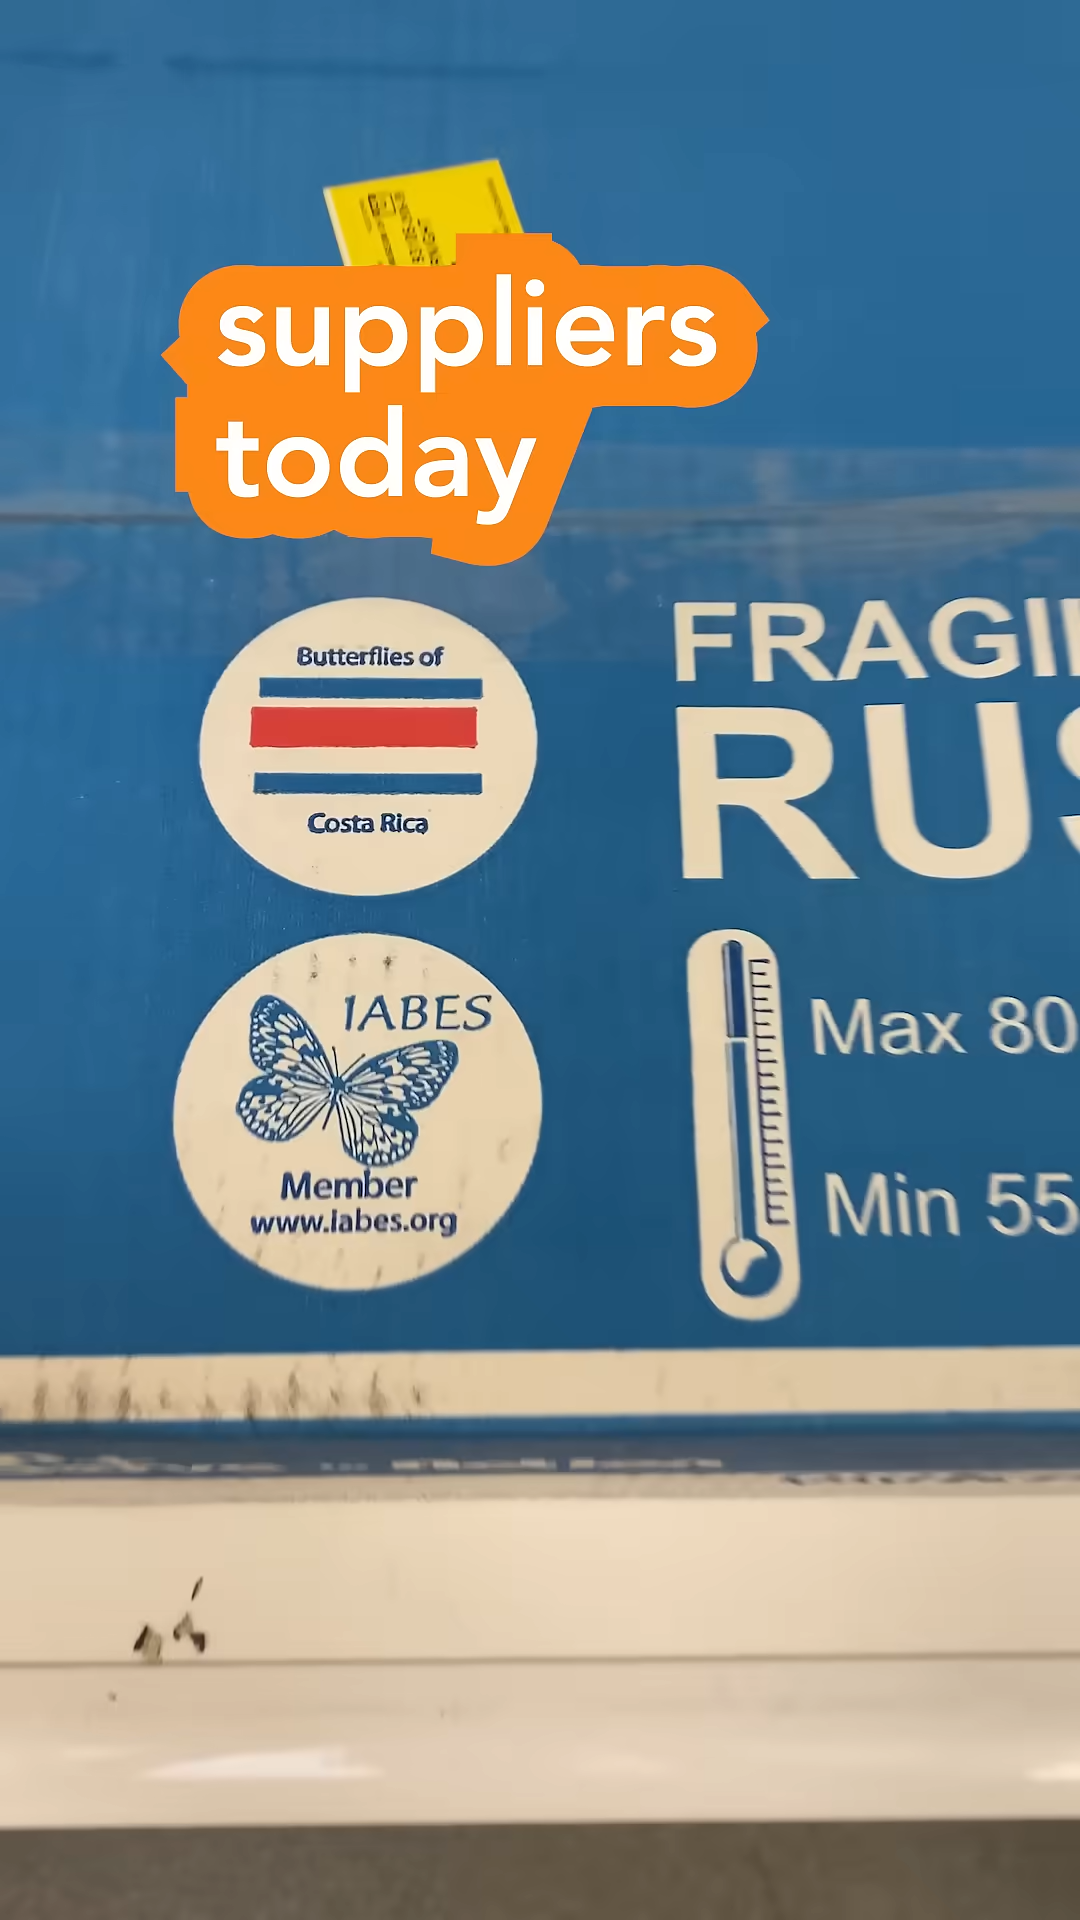 suppliers
today
Butterflies of
Costa Rica
FRAGI
RUS
IABES
Member
www.iabes.org
Max 80
Min 55